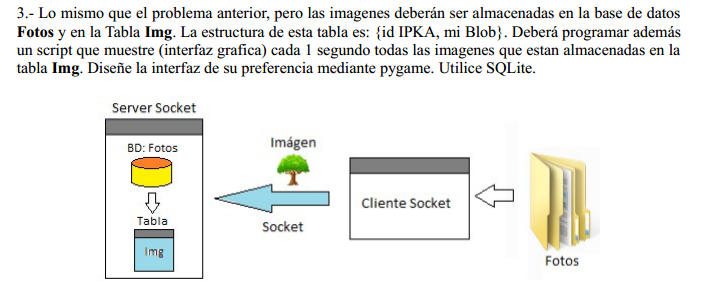 3.- Lo mismo que el problema anterior, pero las imagenes deberán ser almacenadas en la base de datos
Fotos y en la Tabla Img. La estructura de esta tabla es: {id IPKA, mi Blob}. Deberá programar además
un script que muestre (interfaz grafica) cada 1 segundo todas las imagenes que estan almacenadas en la
tabla Img. Diseñe la interfaz de su preferencia mediante pygame. Utilice SQLite.
Server Socket
BD: Fotos
Tabla
Img
Imágen
Socket
Cliente Socket
Fotos